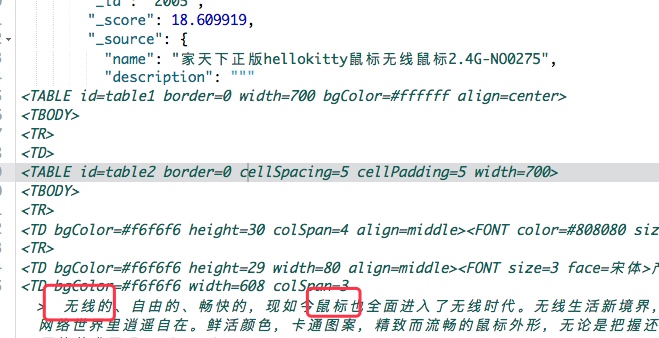 "_id": "2005",
"_score": 18.609919,
"_source": {
"name": "家天下正版hellokitty鼠标无线鼠标2.4G-NO0275",
"description": """
<TABLE id=table1 border=0 width=700 bgColor=#ffffff align=center>
<TBODY>
<TR>
<TD>
<TABLE id=table2 border=0 cellSpacing=5 cellPadding=5 width=700>
<TBODY>
<TR>
<TD bgColor=#f6f6f6 height=30 colSpan=4 align=middle><FONT color=#808080
<TR>
<TD bgColor=#f6f6f6 height=29 width=80 align=middle><FONT size=3 face=宋体>
<TD bgColor=#f6f6f6 width=608 colSpan=3
> 无线的、自由的、畅快的，现如今鼠标也全面进入了无线时代。无线生活新境界，
网络世界里逍遥自在。鲜活颜色，卡通图案，精致而流畅的鼠标外形，无论是把握还